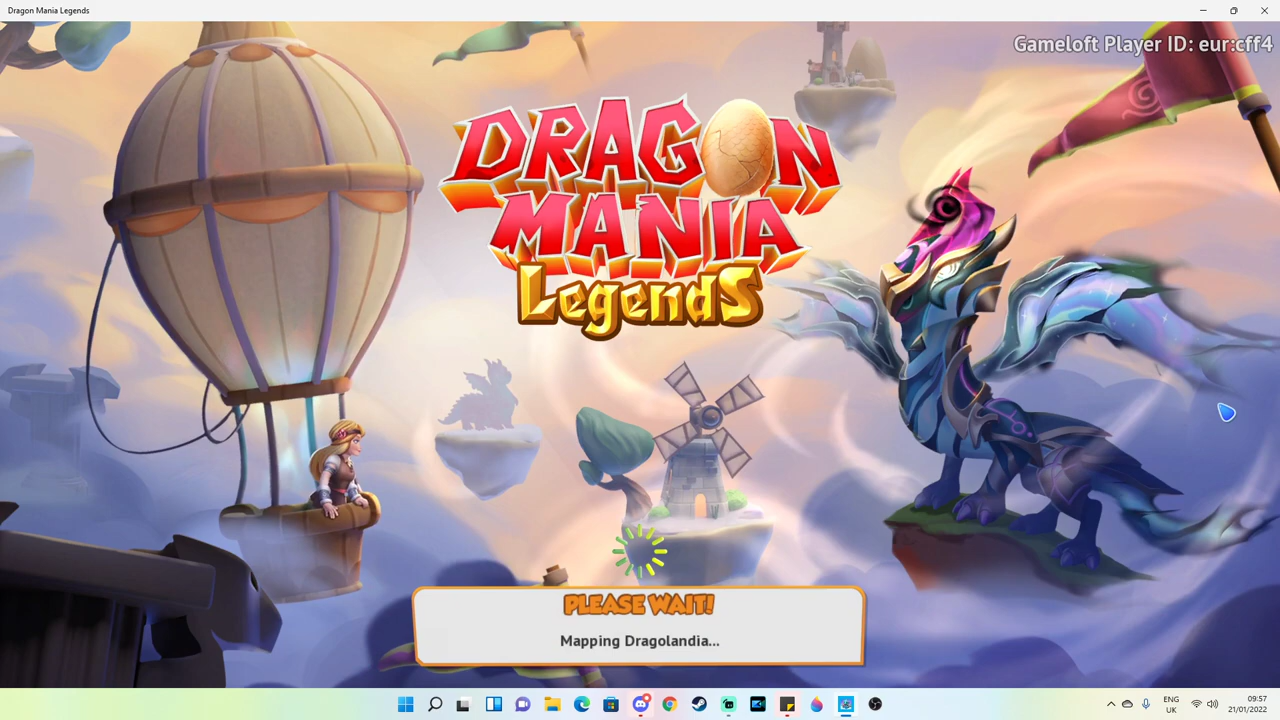 Dragon Mania Legends
Gameloft Player ID: eur:cff4
DRAGON
MANIA
Legends
PLEASE WAIT!
Mapping Dragolandia...
ENG
UK
09:57
21/01/2022